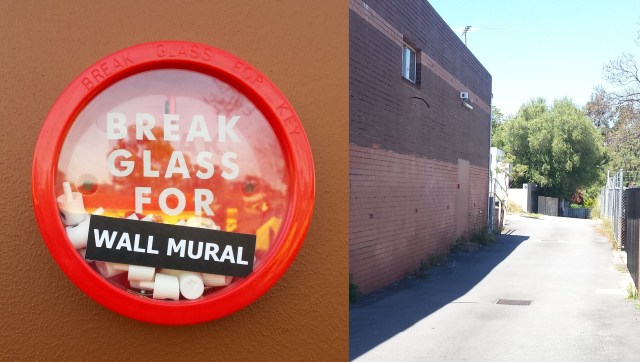 BREAK GLASS FOR KEY
BREAK
GLASS
FOR
WALL MURAL